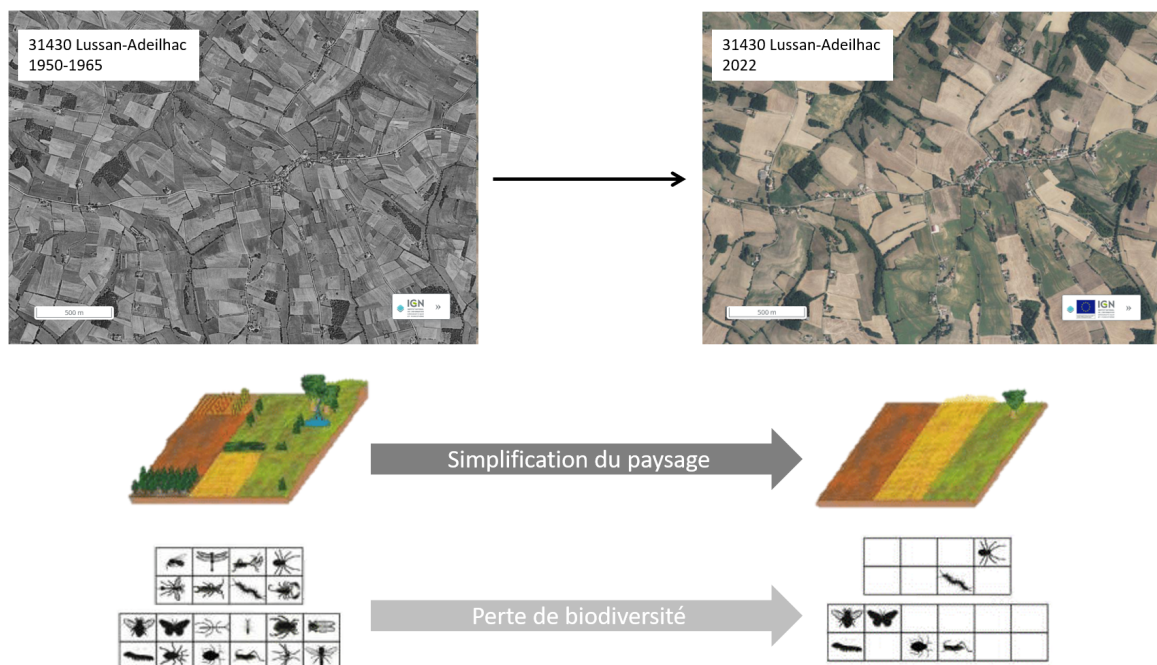 31430 Lussan-Adeilhac
1950-1965
31430 Lussan-Adeilhac
2022
500 m
IGN
»
500 m
IGN
»
Simplification du paysage
Perte de biodiversité